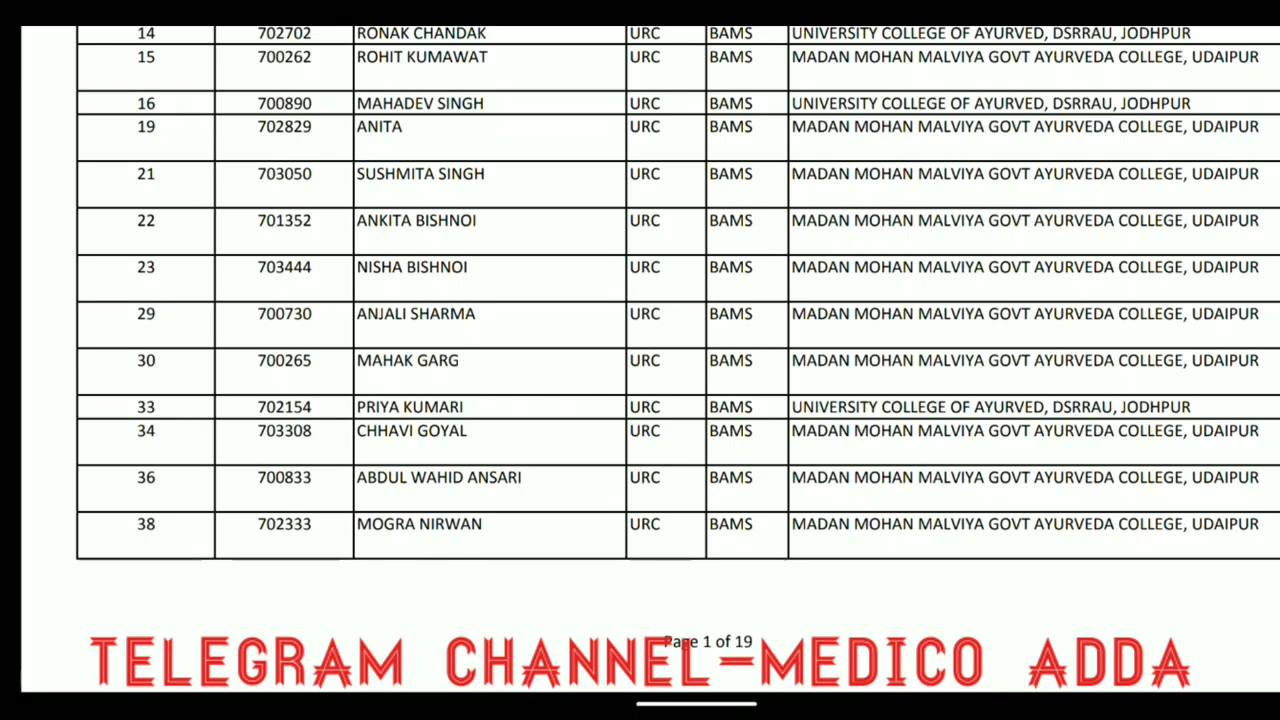 14 702702 RONAK CHANDAK URC BAMS UNIVERSITY COLLEGE OF AYURVED, DSRRAU, JODHPUR
15 700262 ROHIT KUMAWAT URC BAMS MADAN MOHAN MALVIYA GOVT AYURVEDA COLLEGE, UDAIPUR
16 700890 MAHADEV SINGH URC BAMS UNIVERSITY COLLEGE OF AYURVED, DSRRAU, JODHPUR
19 702829 ANITA URC BAMS MADAN MOHAN MALVIYA GOVT AYURVEDA COLLEGE, UDAIPUR
21 703050 SUSHMITA SINGH URC BAMS MADAN MOHAN MALVIYA GOVT AYURVEDA COLLEGE, UDAIPUR
22 701352 ANKITA BISHNOI URC BAMS MADAN MOHAN MALVIYA GOVT AYURVEDA COLLEGE, UDAIPUR
23 703444 NISHA BISHNOI URC BAMS MADAN MOHAN MALVIYA GOVT AYURVEDA COLLEGE, UDAIPUR
29 700730 ANJALI SHARMA URC BAMS MADAN MOHAN MALVIYA GOVT AYURVEDA COLLEGE, UDAIPUR
30 700265 MAHAK GARG URC BAMS MADAN MOHAN MALVIYA GOVT AYURVEDA COLLEGE, UDAIPUR
33 702154 PRIYA KUMARI URC BAMS UNIVERSITY COLLEGE OF AYURVED, DSRRAU, JODHPUR
34 703308 CHHAVI GOYAL URC BAMS MADAN MOHAN MALVIYA GOVT AYURVEDA COLLEGE, UDAIPUR
36 700833 ABDUL WAHID ANSARI URC BAMS MADAN MOHAN MALVIYA GOVT AYURVEDA COLLEGE, UDAIPUR
38 702333 MOGRA NIRWAN URC BAMS MADAN MOHAN MALVIYA GOVT AYURVEDA COLLEGE, UDAIPUR
Page 1 of 19
TELEGRAM CHANNEL-MEDICO ADDA